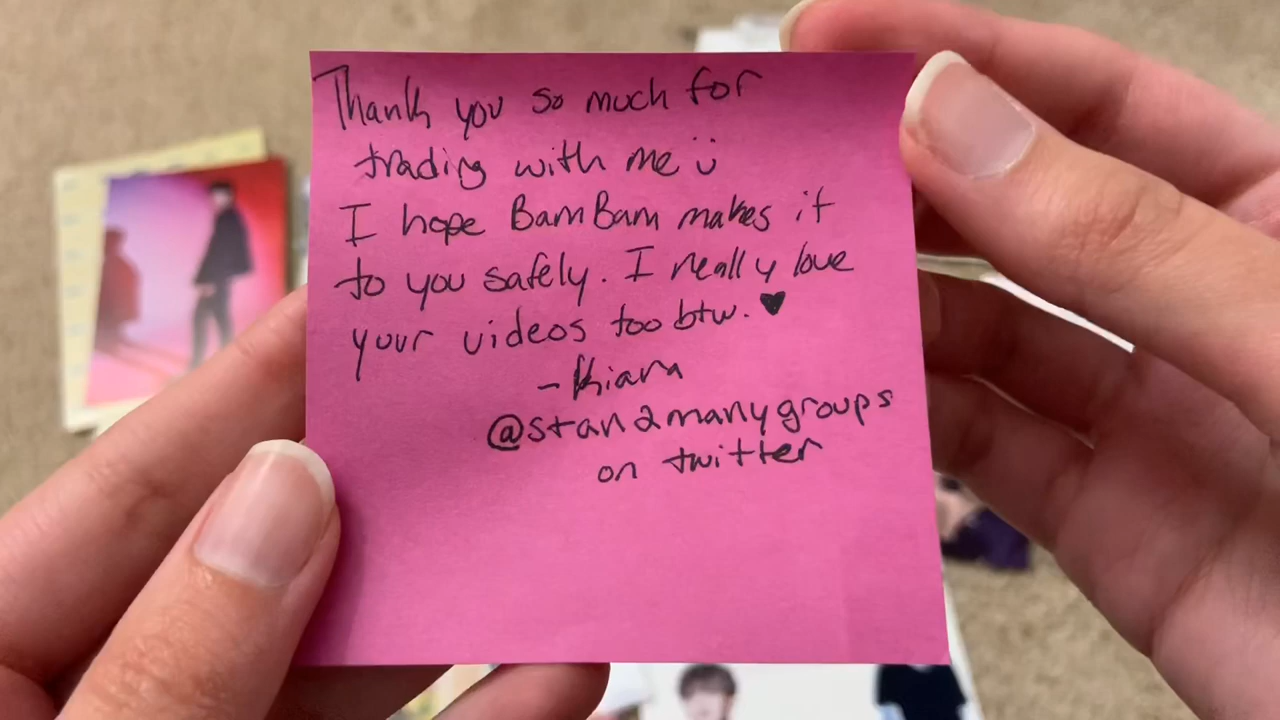 Thank you so much for
trading with me ü
I hope BamBam makes it
to you safely. I really love
your videos too btw. ♥
- Kiara
@stan2manygroups
on twitter